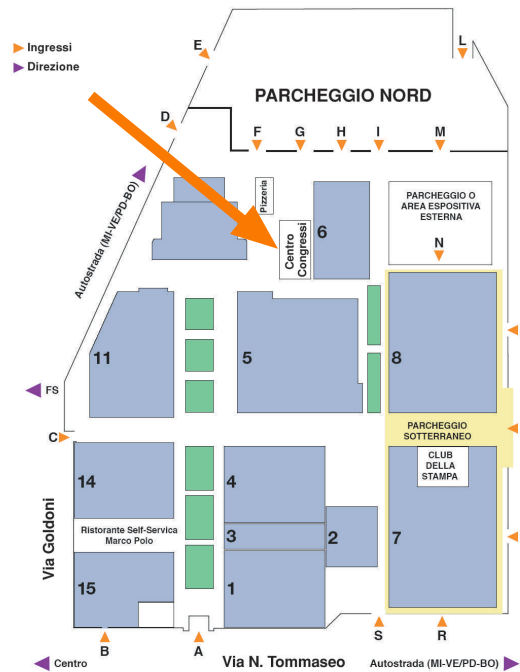 E
L
Ingressi
Direzione
PARCHEGGIO NORD
D
F
G
H
I
M
Autostrada (MI-VE/PD-BO)
Pizzeria
Centro
Congressi
6
PARCHEGGIO O
AREA ESPOSITIVA
ESTERNA
N
11
5
8
FS
C
PARCHEGGIO
SOTTERRANEO
CLUB
DELLA
STAMPA
14
4
Via Goldoni
Ristorante Self-Servica
Marco Polo
3
2
7
15
1
B
A
S
R
Centro
Via N. Tommaseo
Autostrada (MI-VE/PD-BO)